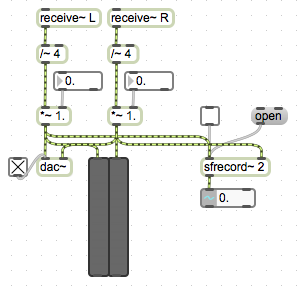 receive~ L
receive~ R
/~ 4
/~ 4
0.
0.
*~ 1.
*~ 1.
open
dac~
sfrecord~ 2
~ 0.